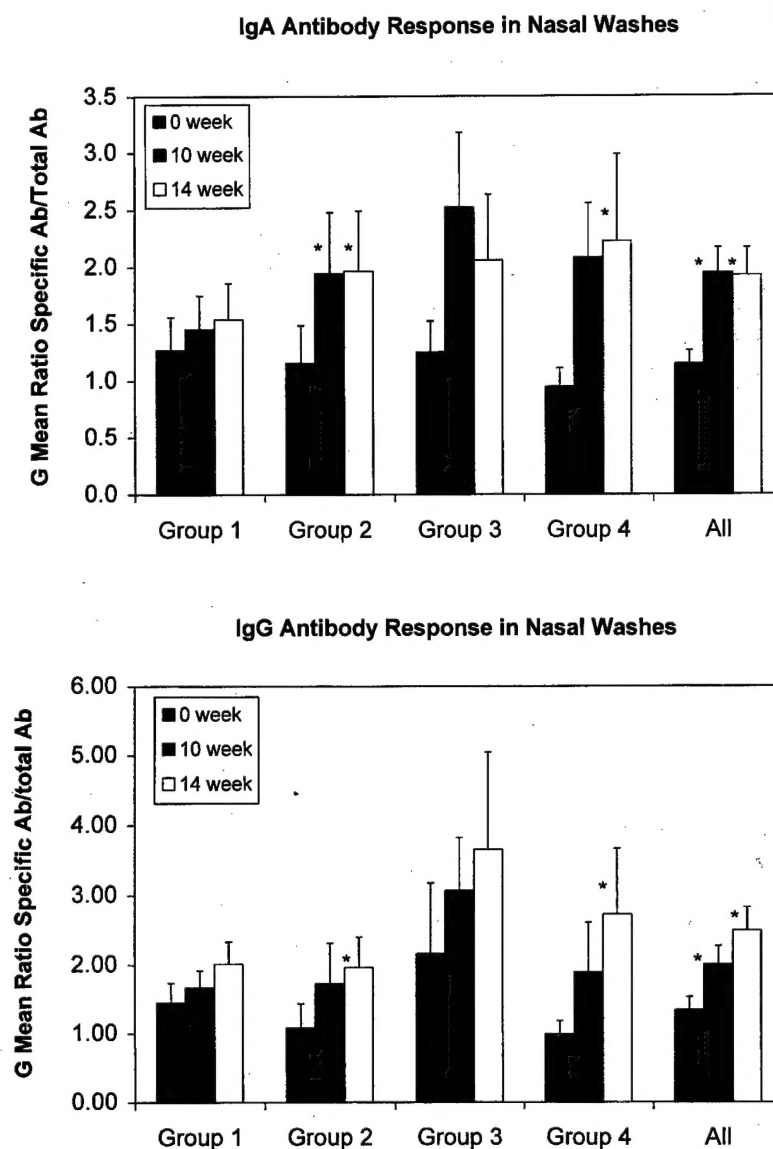 IgA Antibody Response in Nasal Washes
G Mean Ratio Specific Ab/Total Ab
3.5
3.0
2.5
2.0
1.5
1.0
0.5
0.0
0 week
10 week
14 week
*
*
*
*
*
Group 1 Group 2 Group 3 Group 4 All
IgG Antibody Response in Nasal Washes
G Mean Ratio Specific Ab/total Ab
6.00
5.00
4.00
3.00
2.00
1.00
0.00
0 week
10 week
14 week
*
*
*
*
Group 1 Group 2 Group 3 Group 4 All